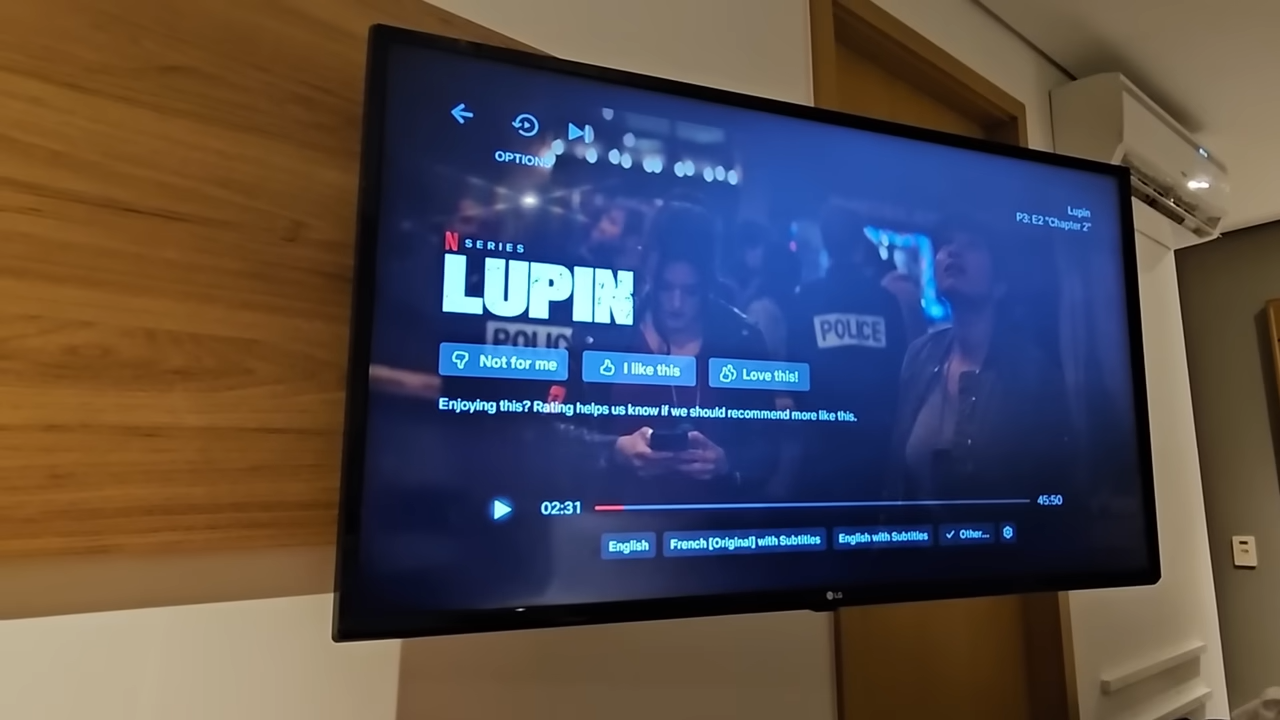 OPTIONS
Lupin
P3: E2 "Chapter 2"
N SERIES
LUPIN
POLICE
POLIC
Not for me
I like this
Love this!
Enjoying this? Rating helps us know if we should recommend more like this.
02:31
45:50
English
French [Original] with Subtitles
English with Subtitles
Other...
LG